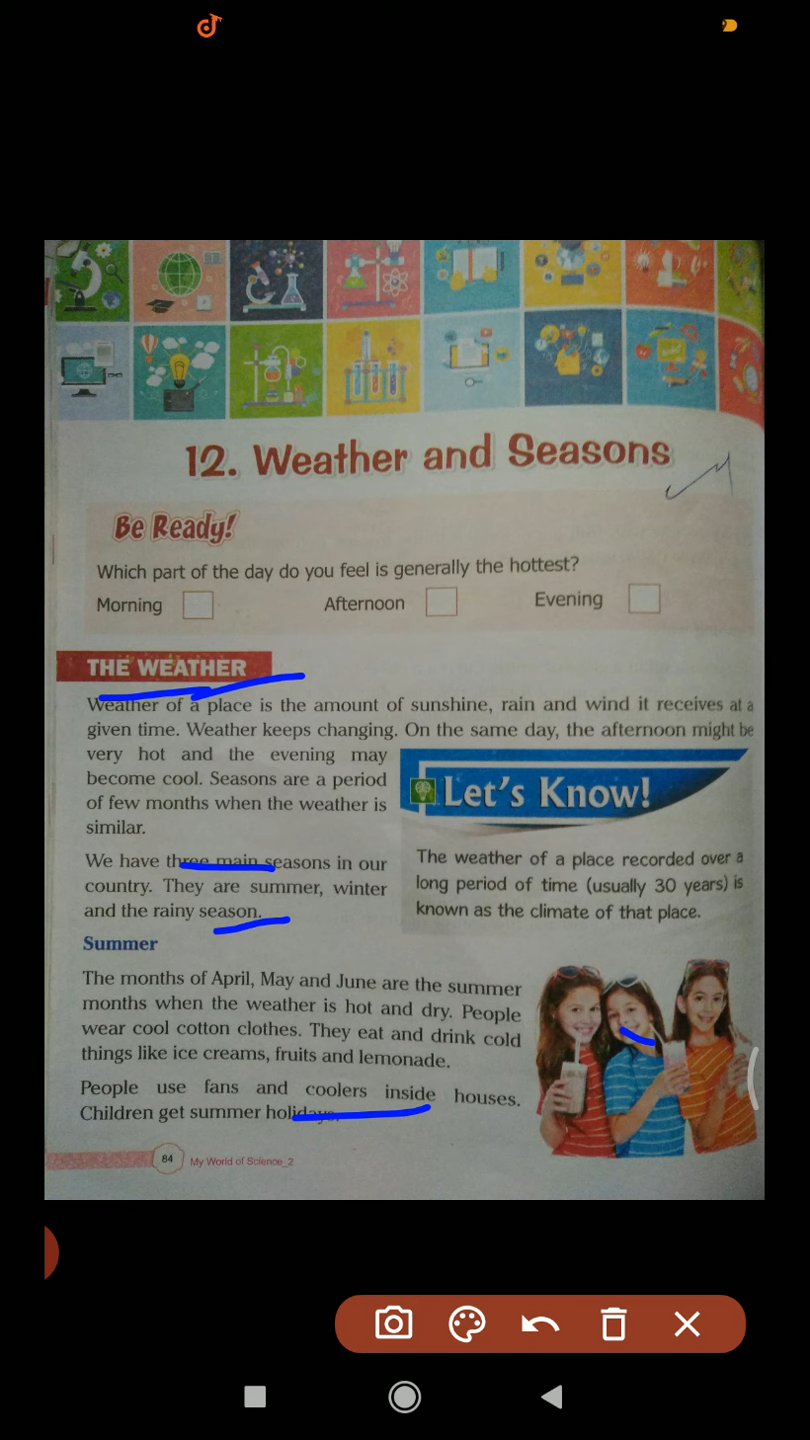 12. Weather and Seasons
Be Ready!
Which part of the day do you feel is generally the hottest?
Morning Afternoon Evening
THE WEATHER
Weather of a place is the amount of sunshine, rain and wind it receives at a
given time. Weather keeps changing. On the same day, the afternoon might be
very hot and the evening may
become cool. Seasons are a period
of few months when the weather is
similar.
We have three main seasons in our
country. They are summer, winter
and the rainy season.
Let's Know!
The weather of a place recorded over a
long period of time (usually 30 years) is
known as the climate of that place.
Summer
The months of April, May and June are the summer
months when the weather is hot and dry. People
wear cool cotton clothes. They eat and drink cold
things like ice creams, fruits and lemonade.
People use fans and coolers inside houses.
Children get summer holidays.
84 My World of Science_2